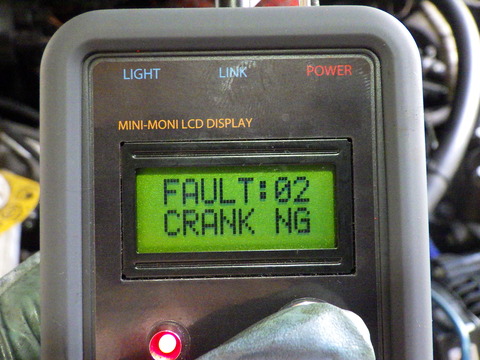 LIGHT LINK POWER
MINI-MONI LCD DISPLAY
FAULT:02
CRANK NG